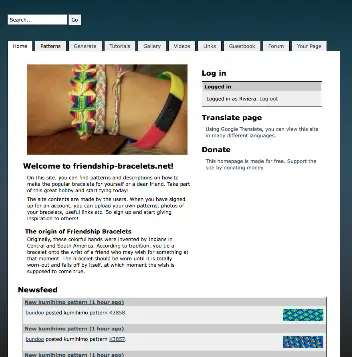 Search... Go
Home Patterns Generate Tutorials Gallery Videos Links Guestbook Forum Your Page
Welcome to friendship-bracelets.net!
On this site, you can find patterns and descriptions on how to
make the popular bracelets for yourself or a dear friend. Take part
of this great hobby and start tying today!
The site contents are made by the users. When you have signed
up for an account, you can upload your own patterns, photos of
your bracelets, useful links etc. So sign up and start giving
inspiration to others!
The origin of Friendship Bracelets
Originally, these colorful hands were invented by Indians in
Central and South America. According to tradition, you tie a
bracelet onto the wrist of a friend who may wish for something at
that moment. The bracelet should be worn until it is totally
worn-out and falls off by itself, at which moment the wish is
supposed to come true.
Log in
Logged in
Logged in as Riviera. Log out
Translate page
Using Google Translate, you can view this site
in many different languages.
Donate
This homepage is made for free. Support the
site by donating money.
Newsfeed
New kumihimo pattern (1 hour ago)
bundoo posted kumihimo pattern K3858.
New kumihimo pattern (1 hour ago)
bundoo posted kumihimo pattern K3857.
New kumihimo pattern (1 hour ago)